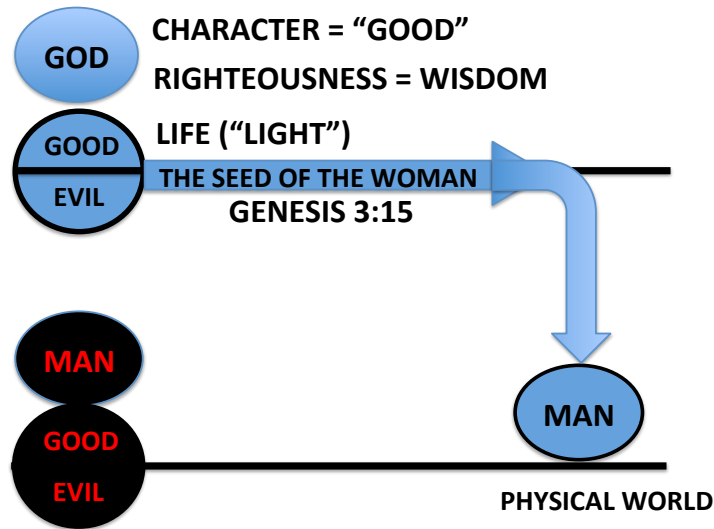 GOD
CHARACTER = “GOOD”
RIGHTEOUSNESS = WISDOM
GOOD
EVIL
LIFE (“LIGHT”)
THE SEED OF THE WOMAN
GENESIS 3:15
MAN
GOOD
EVIL
MAN
PHYSICAL WORLD